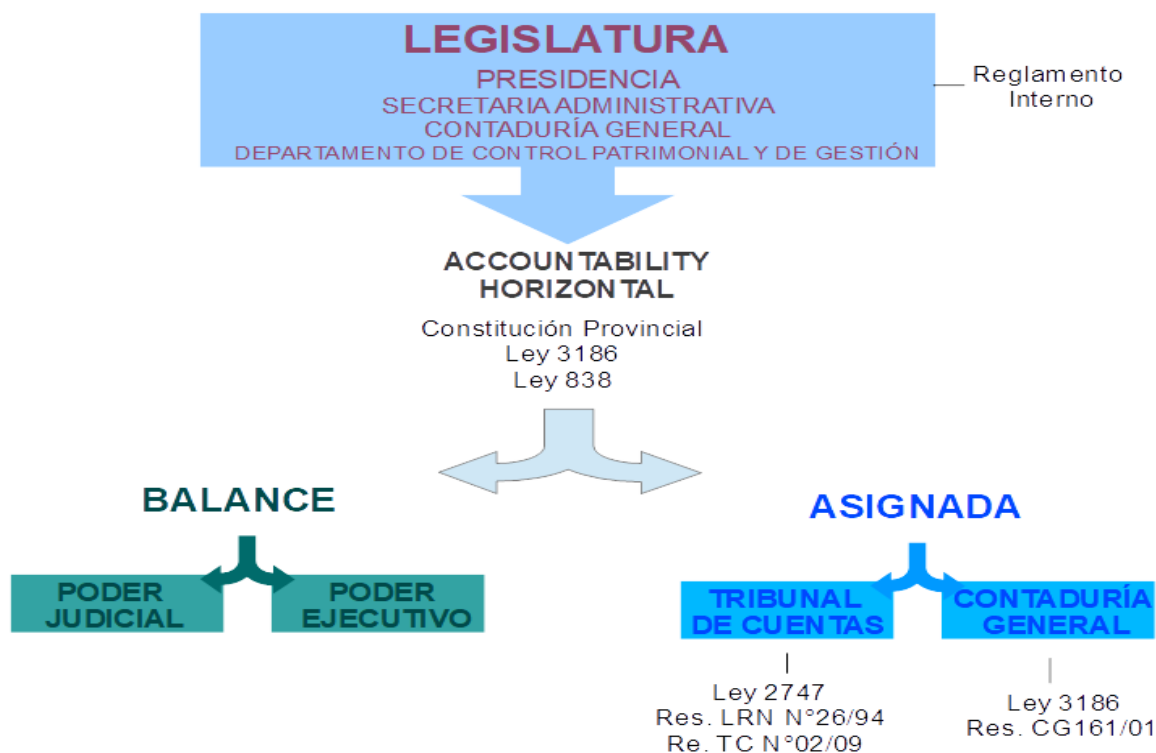 LEGISLATURA
PRESIDENCIA
SECRETARIA ADMINISTRATIVA
CONTADURÍA GENERAL
DEPARTAMENTO DE CONTROL PATRIMONIAL Y DE GESTIÓN
Reglamento
Interno
ACCOUNTABILITY
HORIZONTAL
Constitución Provincial
Ley 3186
Ley 838
BALANCE
PODER
JUDICIAL
PODER
EJECUTIVO
ASIGNADA
TRIBUNAL
DE CUENTAS
CONTADURÍA
GENERAL
Ley 2747
Res. LRN N°26/94
Re. TC N°02/09
Ley 3186
Res. CG161/01